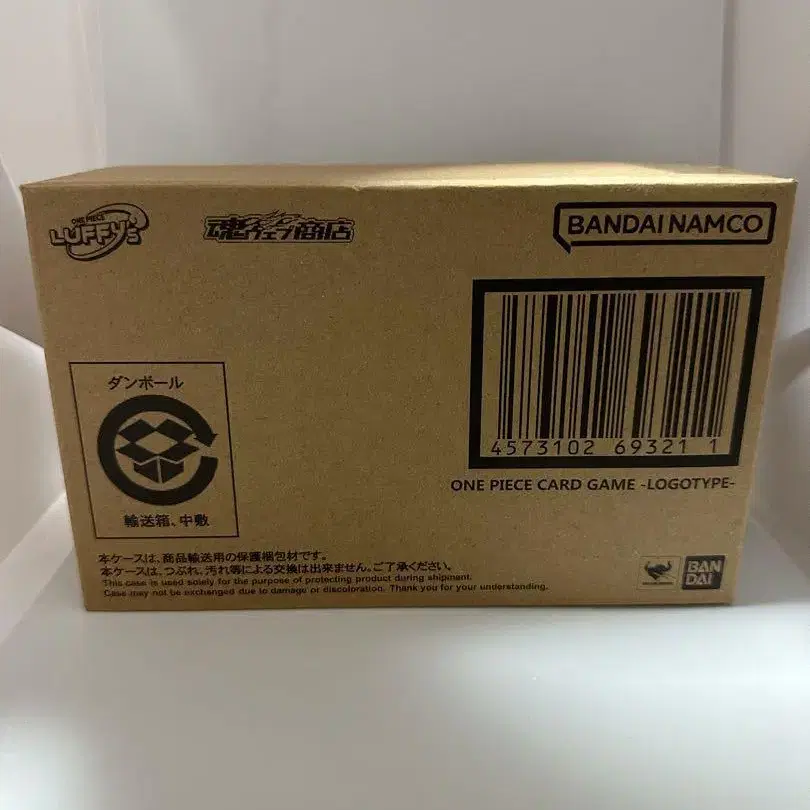 ONE PIECE
LUFFY's
魂ウェブ商店
BANDAI NAMCO
4573102 69321 1
ONE PIECE CARD GAME -LOGOTYPE-
ダンボール
輸送箱、中敷
本ケースは、商品輸送用の保護梱包材です。
本ケースは、つぶれ、汚れ等による交換は出来ません。ご了承ください。
This case is used solely for the purpose of protecting product during shipment.
Case may not be exchanged due to damage or discoloration. Thank you for your understanding.
BAN
DAI